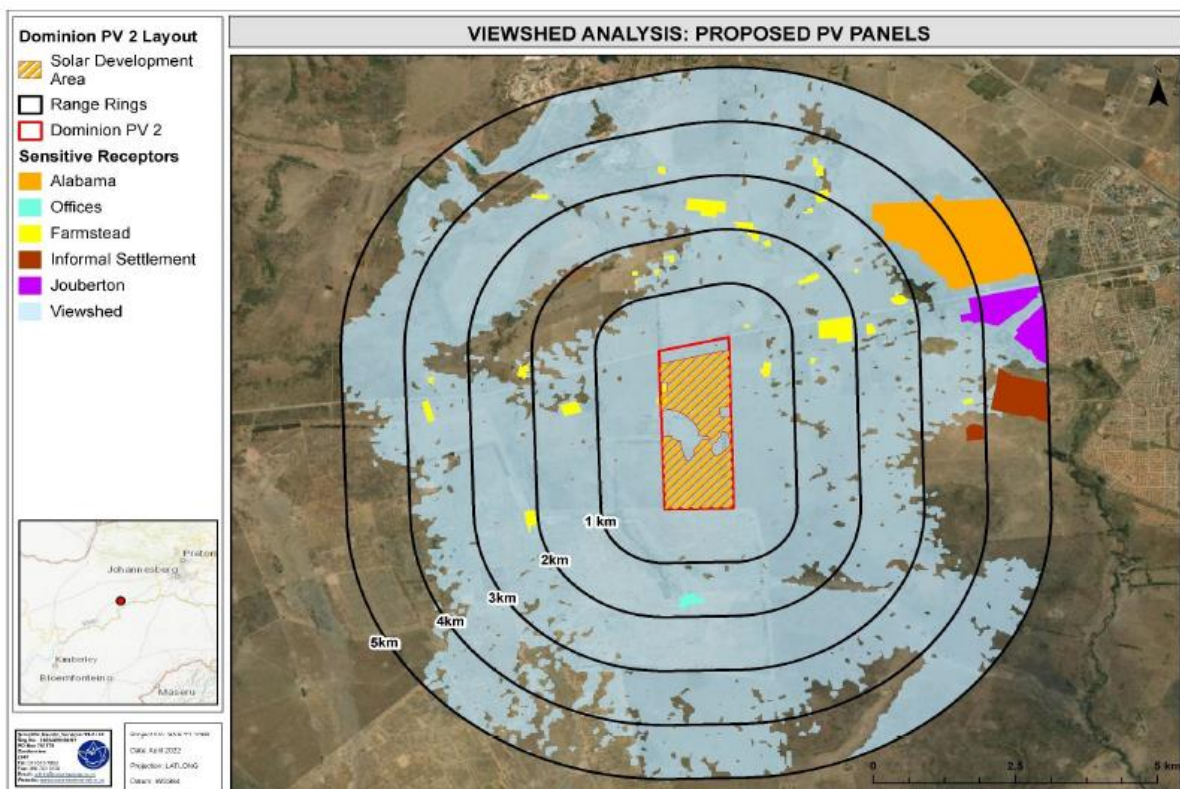 VIEWSHED ANALYSIS: PROPOSED PV PANELS
Dominion PV 2 Layout
Solar Development
Area
Range Rings
Dominion PV 2
Sensitive Receptors
Alabama
Offices
Farmstead
Informal Settlement
Jouberton
Viewshed
1 km
2km
3km
4km
5km
Johannesburg
Kimberley
Bloemfontein
Maseru
Date: April 2022
Projection: LATLONG
0 2.5 5 km